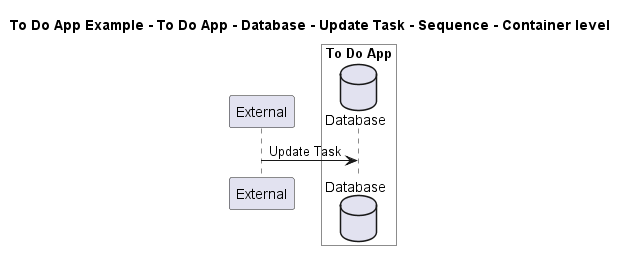 To Do App Example - To Do App - Database - Update Task - Sequence - Container level
To Do App
External
Database
Update Task
External
Database